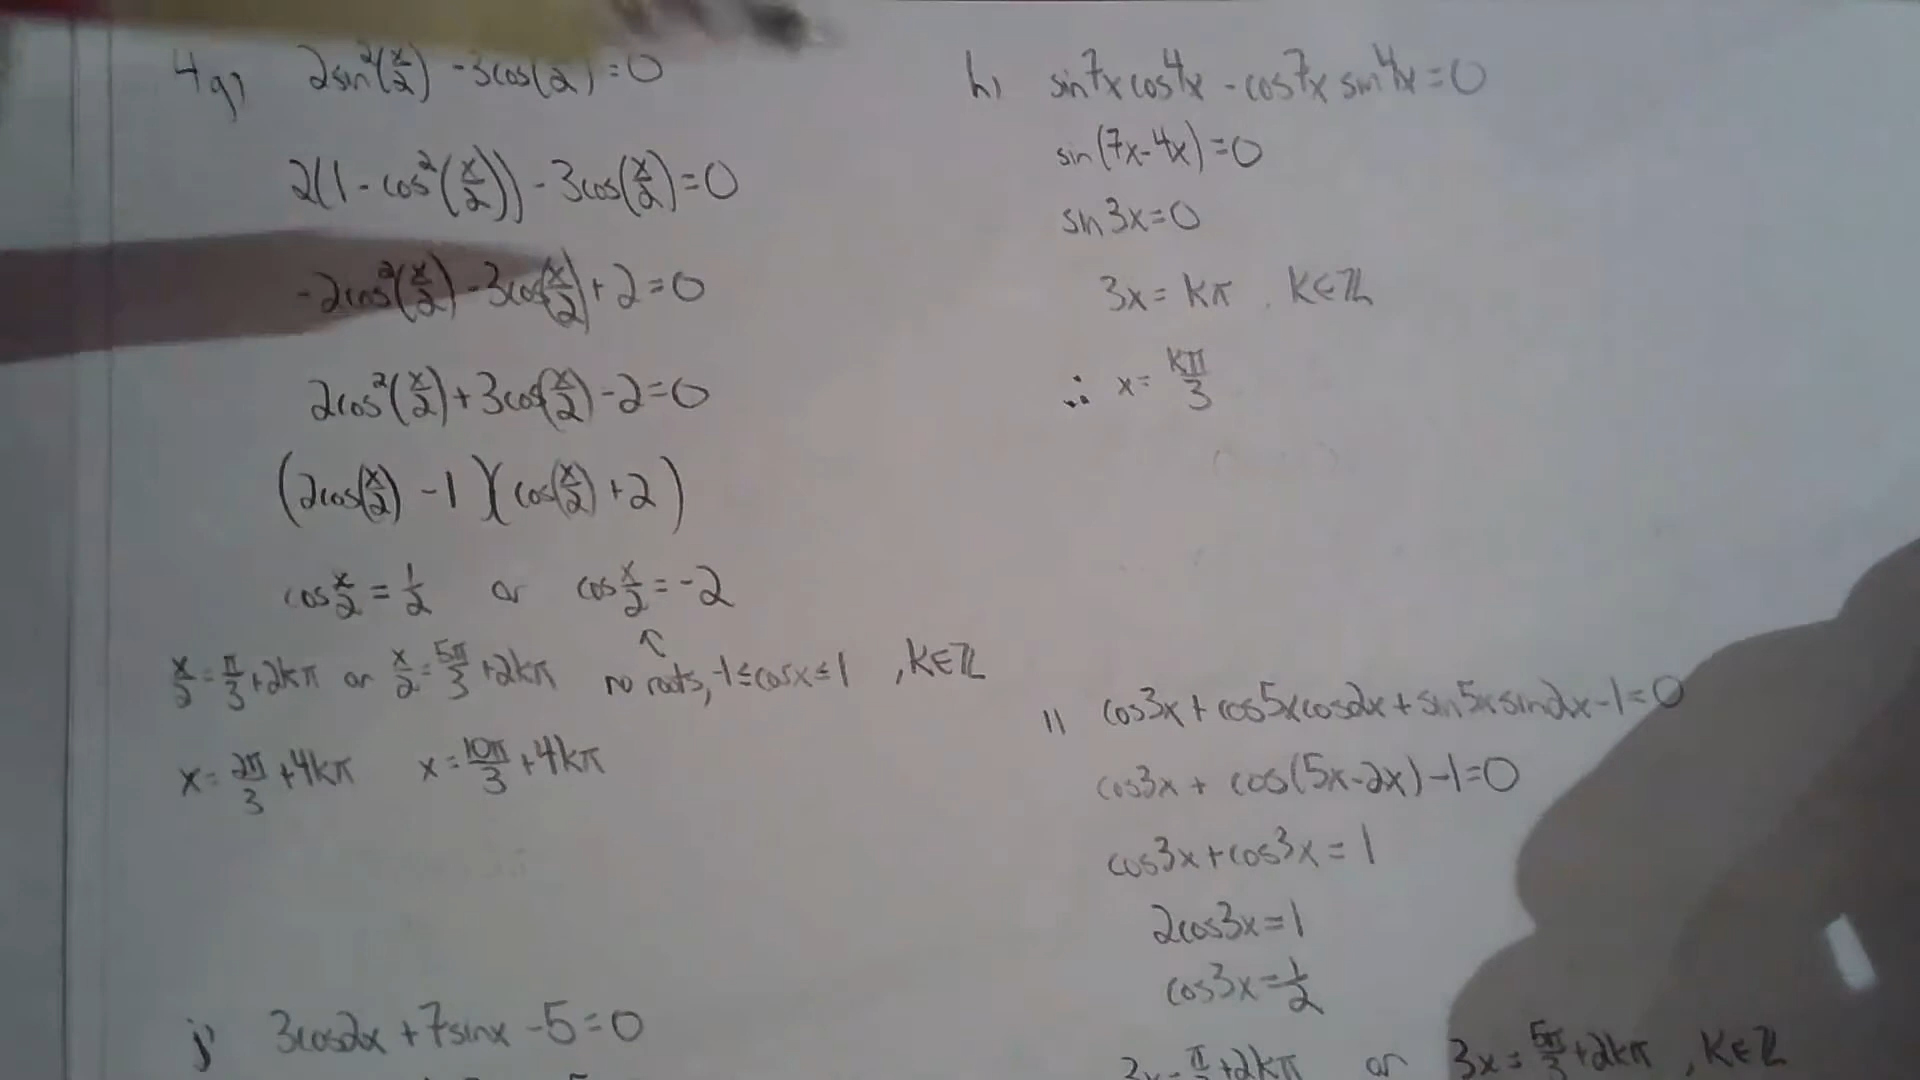 4g) 2sin²(x/2) - 3cos(2) = 0
2(1 - cos²(x/2)) - 3cos(x/2) = 0
-2cos²(x/2) - 3cos(x/2) + 2 = 0
2cos²(x/2) + 3cos(x/2) - 2 = 0
(2cos(x/2) - 1)(cos(x/2) + 2)
cos x/2 = 1/2 or cos x/2 = -2
x/2 = π/3 + 2kπ or x/2 = 5π/3 + 2kπ no roots, -1 ≤ cosx ≤ 1 , k∈ℤ
x = 2π/3 + 4kπ x = 10π/3 + 4kπ
h) sin7x cos4x - cos7x sin4x = 0
sin(7x-4x) = 0
sin3x = 0
3x = kπ , k∈ℤ
∴ x = kπ/3
i) cos3x + cos5xcos2x + sin5xsin2x - 1 = 0
cos3x + cos(5x-2x) - 1 = 0
cos3x + cos3x = 1
2cos3x = 1
cos3x = 1/2
3x = π/3 + 2kπ or 3x = 5π/3 + 2kπ , k∈ℤ
j) 3cos2x + 7sinx - 5 = 0